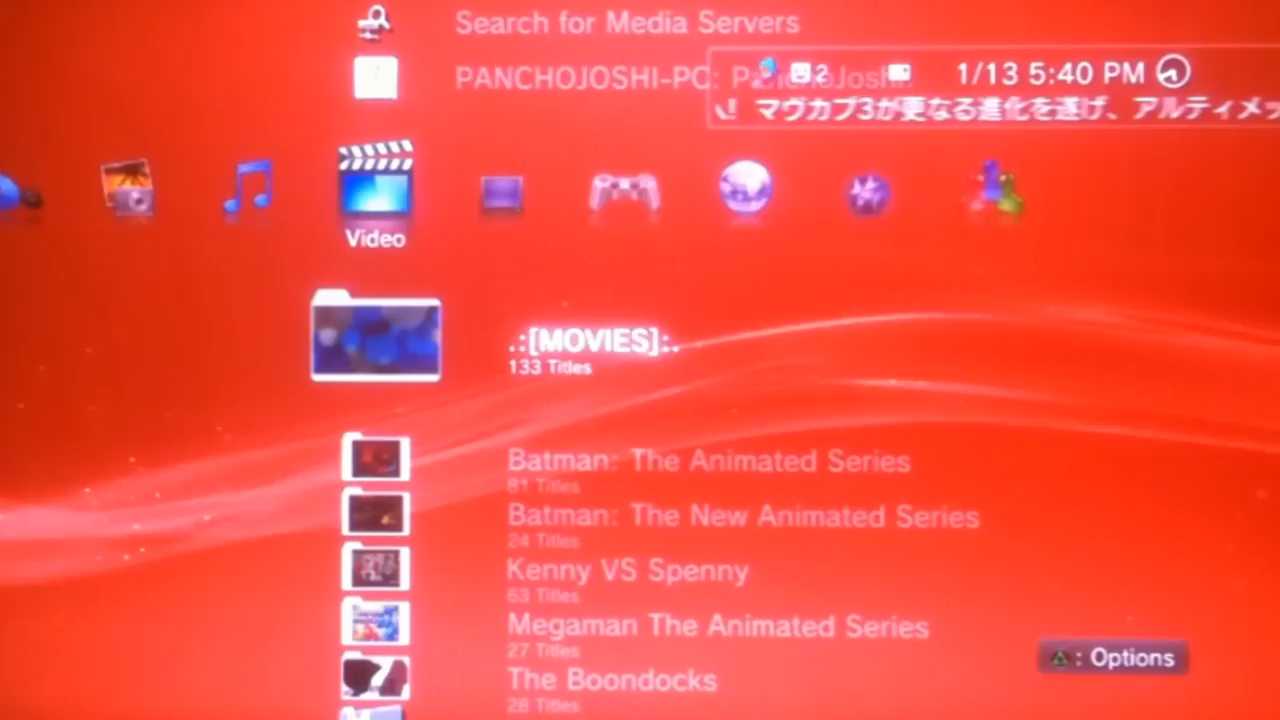 Search for Media Servers
PANCHOJOSHI-PC: PanchoJoshi
2 1/13 5:40 PM
マヴカプ3が更なる進化を遂げ、アルティメッ
Video
.:[MOVIES]:.
133 Titles
Batman: The Animated Series
81 Titles
Batman: The New Animated Series
24 Titles
Kenny VS Spenny
63 Titles
Megaman The Animated Series
27 Titles
The Boondocks
28 Titles
: Options